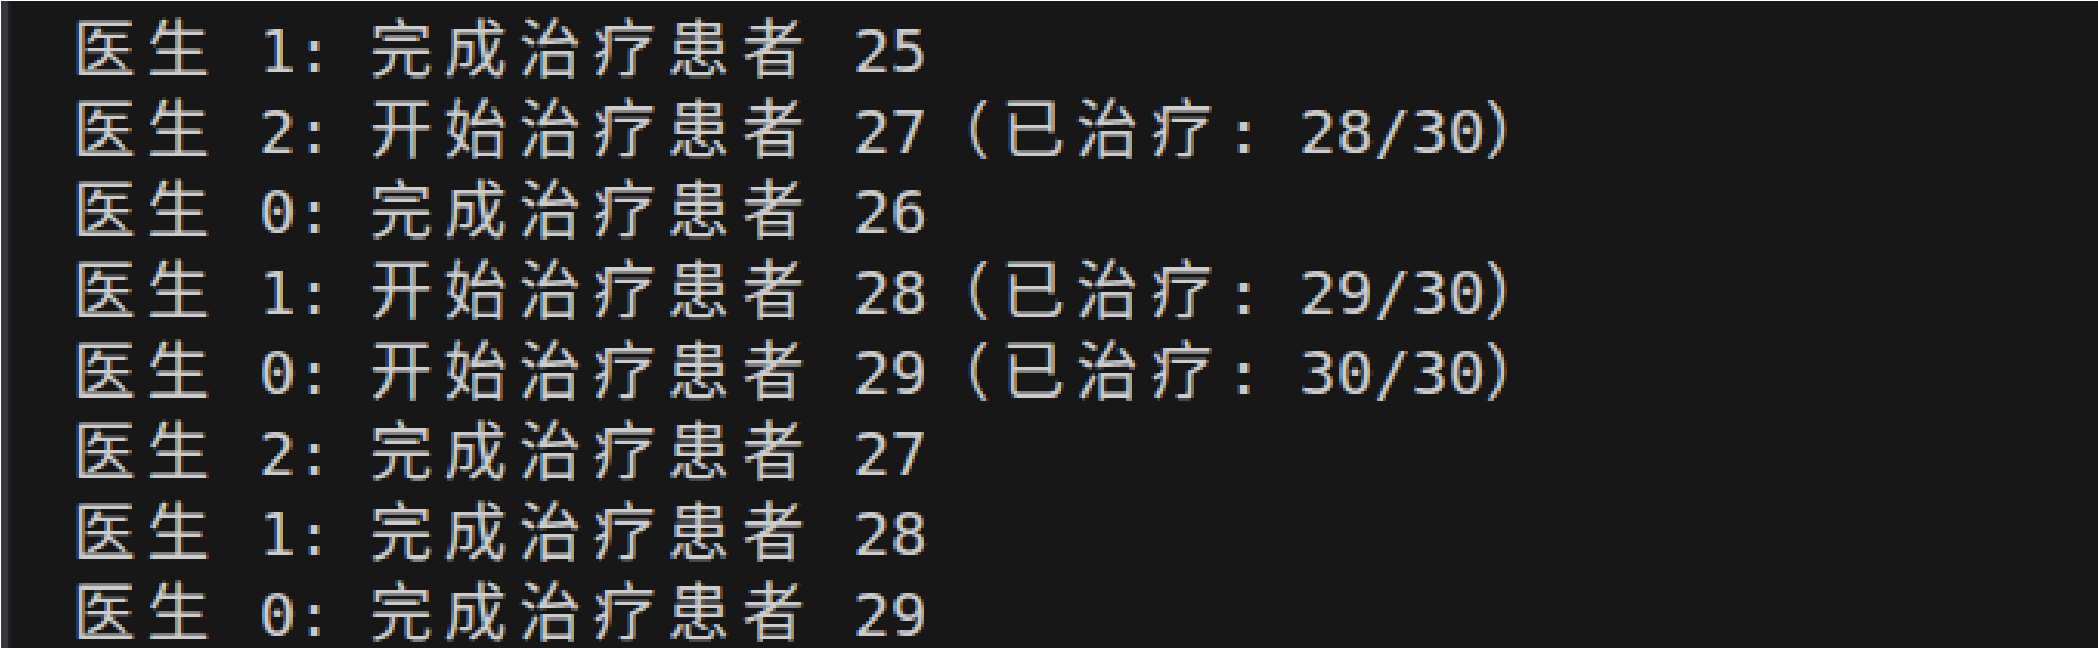 医生 1: 完成治疗患者 25
医生 2: 开始治疗患者 27（已治疗: 28/30）
医生 0: 完成治疗患者 26
医生 1: 开始治疗患者 28（已治疗: 29/30）
医生 0: 开始治疗患者 29（已治疗: 30/30）
医生 2: 完成治疗患者 27
医生 1: 完成治疗患者 28
医生 0: 完成治疗患者 29